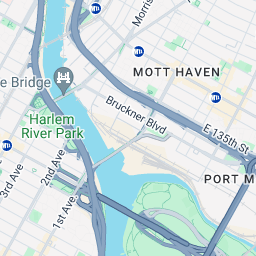 Morris
MOTT HAVEN
e Bridge
Bruckner Blvd
Harlem
River Park
E 135th St
2nd Ave
3rd Ave
1st Ave
PORT M